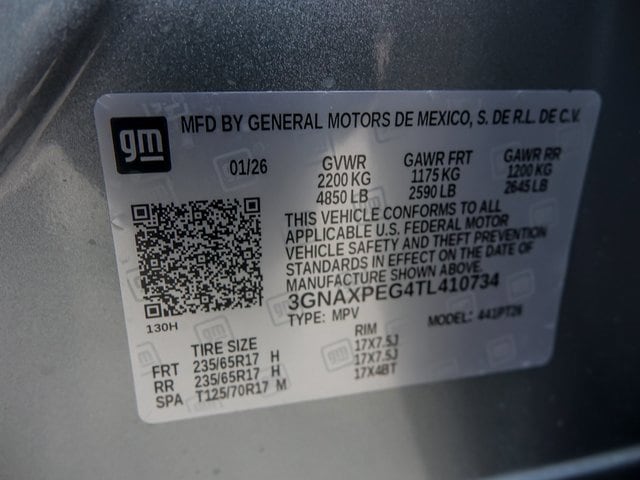 gm
MFD BY GENERAL MOTORS DE MEXICO, S. DE R.L. DE C.V.
01/26 GVWR GAWR FRT GAWR RR
2200 KG 1175 KG 1200 KG
4850 LB 2590 LB 2645 LB
THIS VEHICLE CONFORMS TO ALL
APPLICABLE U.S. FEDERAL MOTOR
VEHICLE SAFETY AND THEFT PREVENTION
STANDARDS IN EFFECT ON THE DATE OF
MANUFACTURE SHOWN ABOVE.
3GNAXPEG4TL410734
TYPE: MPV MODEL: 441PT26
130H
TIRE SIZE RIM
FRT 235/65R17 H 17X7.5J
RR 235/65R17 H 17X7.5J
SPA T125/70R17 M 17X4BT